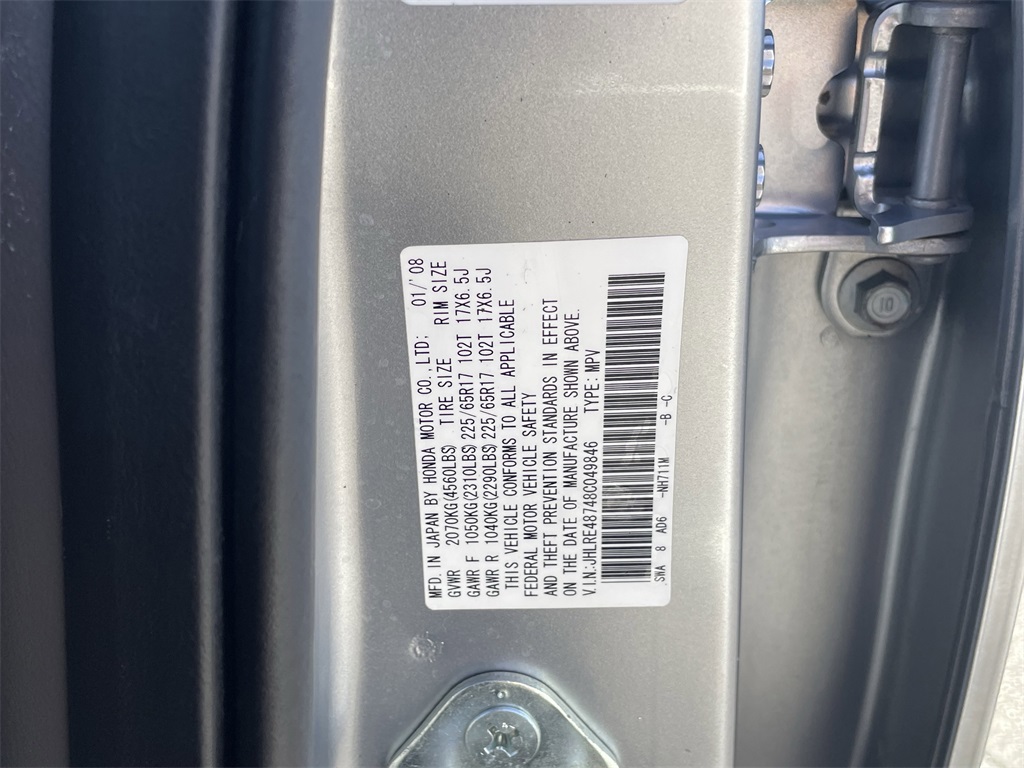 MFD. IN JAPAN BY HONDA MOTOR CO., LTD: 01/'08
GVWR 2070KG(4560LBS) TIRE SIZE RIM SIZE
GAWR F 1050KG(2310LBS) 225/65R17 102T 17X6.5J
GAWR R 1040KG(2290LBS) 225/65R17 102T 17X6.5J
THIS VEHICLE CONFORMS TO ALL APPLICABLE
FEDERAL MOTOR VEHICLE SAFETY
AND THEFT PREVENTION STANDARDS IN EFFECT
ON THE DATE OF MANUFACTURE SHOWN ABOVE.
V.I.N:JHLRE48748C049846 TYPE: MPV
SWA 8 AD6 -NH711M -B -C
10